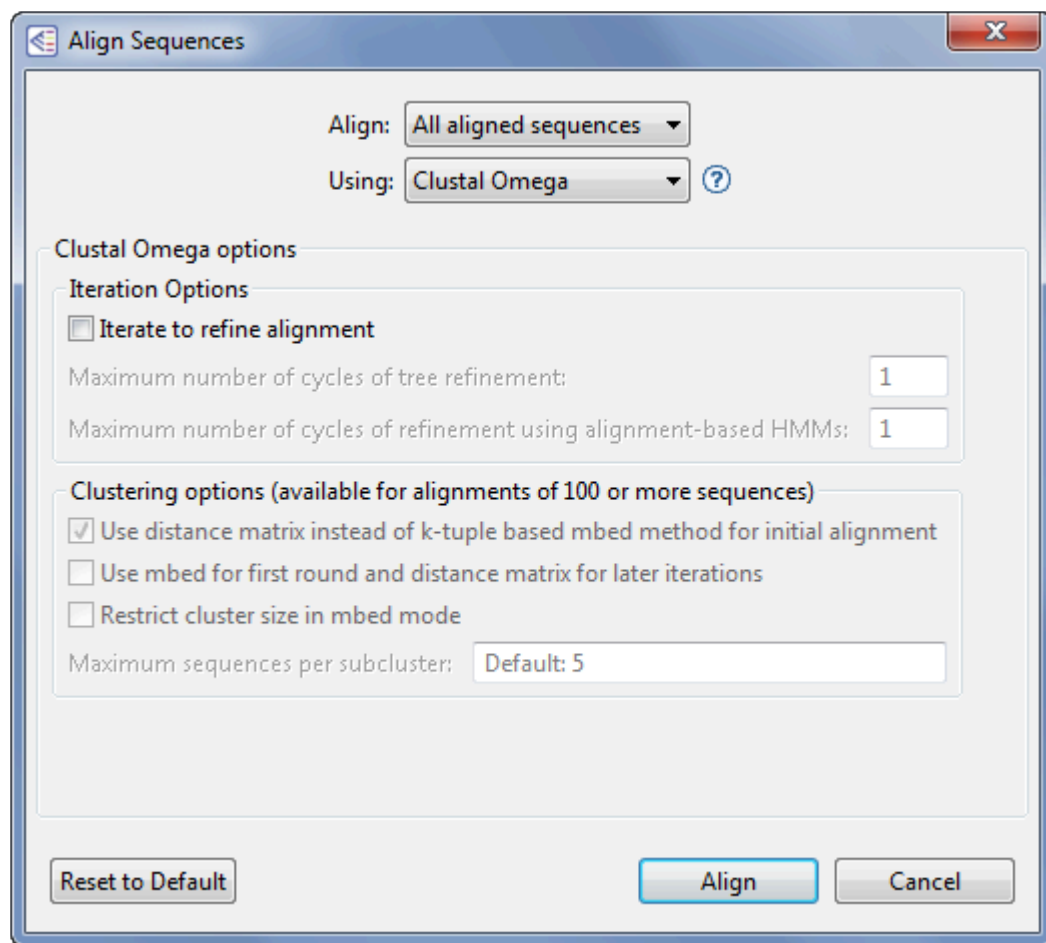 Align Sequences
Align: All aligned sequences
Using: Clustal Omega ?
Clustal Omega options
Iteration Options
Iterate to refine alignment
Maximum number of cycles of tree refinement: 1
Maximum number of cycles of refinement using alignment-based HMMs: 1
Clustering options (available for alignments of 100 or more sequences)
Use distance matrix instead of k-tuple based mbed method for initial alignment
Use mbed for first round and distance matrix for later iterations
Restrict cluster size in mbed mode
Maximum sequences per subcluster: Default: 5
Reset to Default Align Cancel